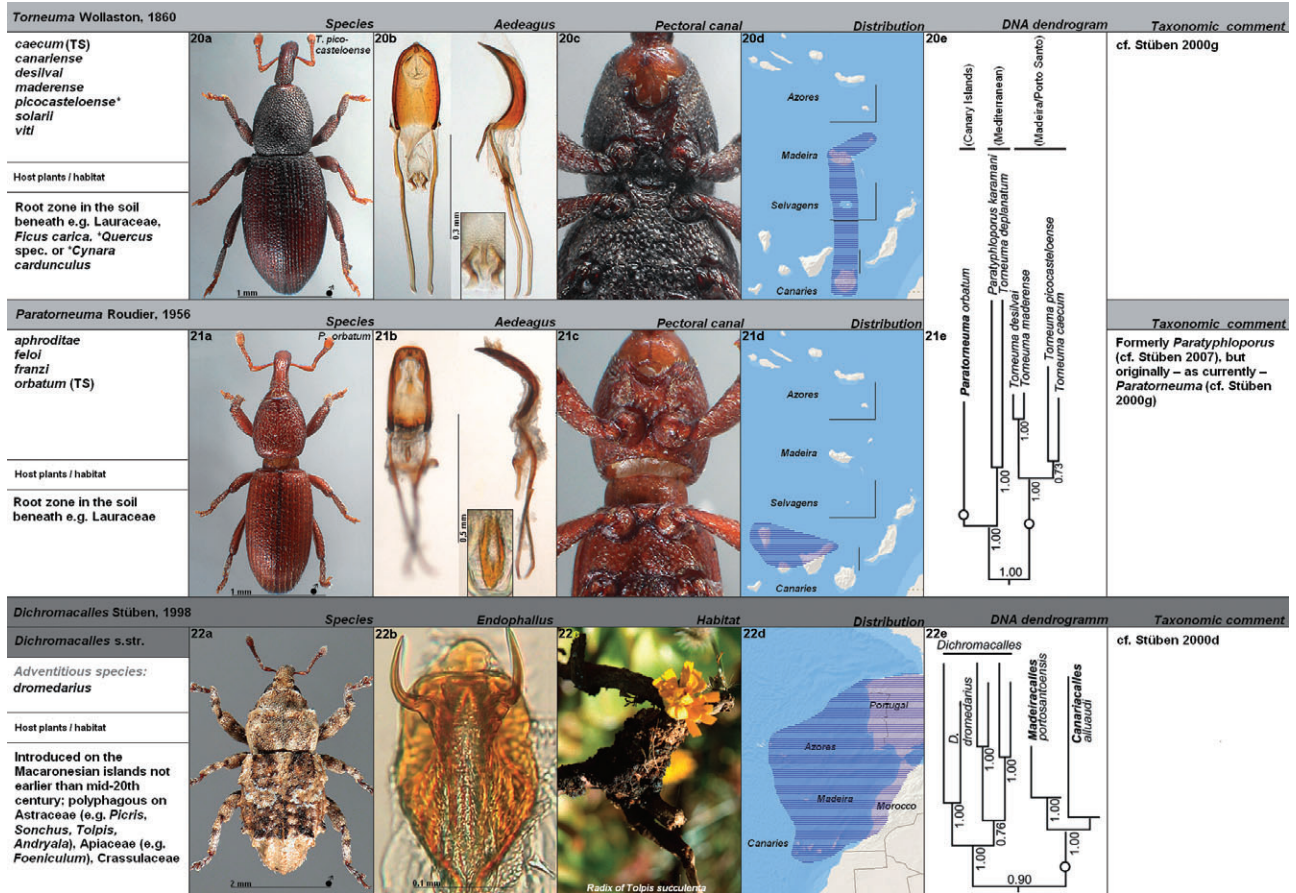 Torneuma Wollaston, 1860
Species
Aedeagus
Pectoral canal
Distribution
DNA dendrogram
Taxonomic comment
caecum (TS)
canariense
desilvai
maderense
picocasteloense*
solarii
viti
Host plants / habitat
Root zone in the soil
beneath e.g. Lauraceae,
Ficus carica, *Quercus
spec. or *Cynara
cardunculus
20a
T. pico-
casteloense
1 mm
20b
0.3 mm
20c
20d
Azores
Madeira
Selvagens
Canaries
20e
(Canary Islands)
(Mediterranean)
(Madeira/Porto Santo)
cf. Stüben 2000g
Paratorneuma Roudier, 1956
Species
Aedeagus
Pectoral canal
Distribution
Taxonomic comment
aphroditae
feloi
franzi
orbatum (TS)
Host plants / habitat
Root zone in the soil
beneath e.g. Lauraceae
21a
P. orbatum
1 mm
21b
0.5 mm
21c
21d
Azores
Madeira
Selvagens
Canaries
21e
Paratorneuma orbatum
Paratyphloporus karamani
Torneuma deplanatum
Torneuma desilvai
Torneuma maderense
Torneuma picocasteloense
Torneuma caecum
1.00
0.73
1.00
1.00
1.00
1.00
Formerly Paratyphloporus
(cf. Stüben 2007), but
originally – as currently –
Paratorneuma (cf. Stüben
2000g)
Dichromacalles Stüben, 1998
Species
Endophallus
Habitat
Distribution
DNA dendrogramm
Taxonomic comment
Dichromacalles s.str.
Adventitious species:
dromedarius
Host plants / habitat
Introduced on the
Macaronesian islands not
earlier than mid-20th
century; polyphagous on
Astraceae (e.g. Picris,
Sonchus, Tolpis,
Andryala), Apiaceae (e.g.
Foeniculum), Crassulaceae
22a
2 mm
22b
0.1 mm
22c
Radix of Tolpis succulenta
22d
Portugal
Azores
Madeira
Morocco
Canaries
22e
Dichromacalles
D.
dromedarius
Madeiracalles
portosantoensis
Canariacalles
alluaudi
1.00
1.00
1.00
0.76
1.00
1.00
1.00
0.90
cf. Stüben 2000d